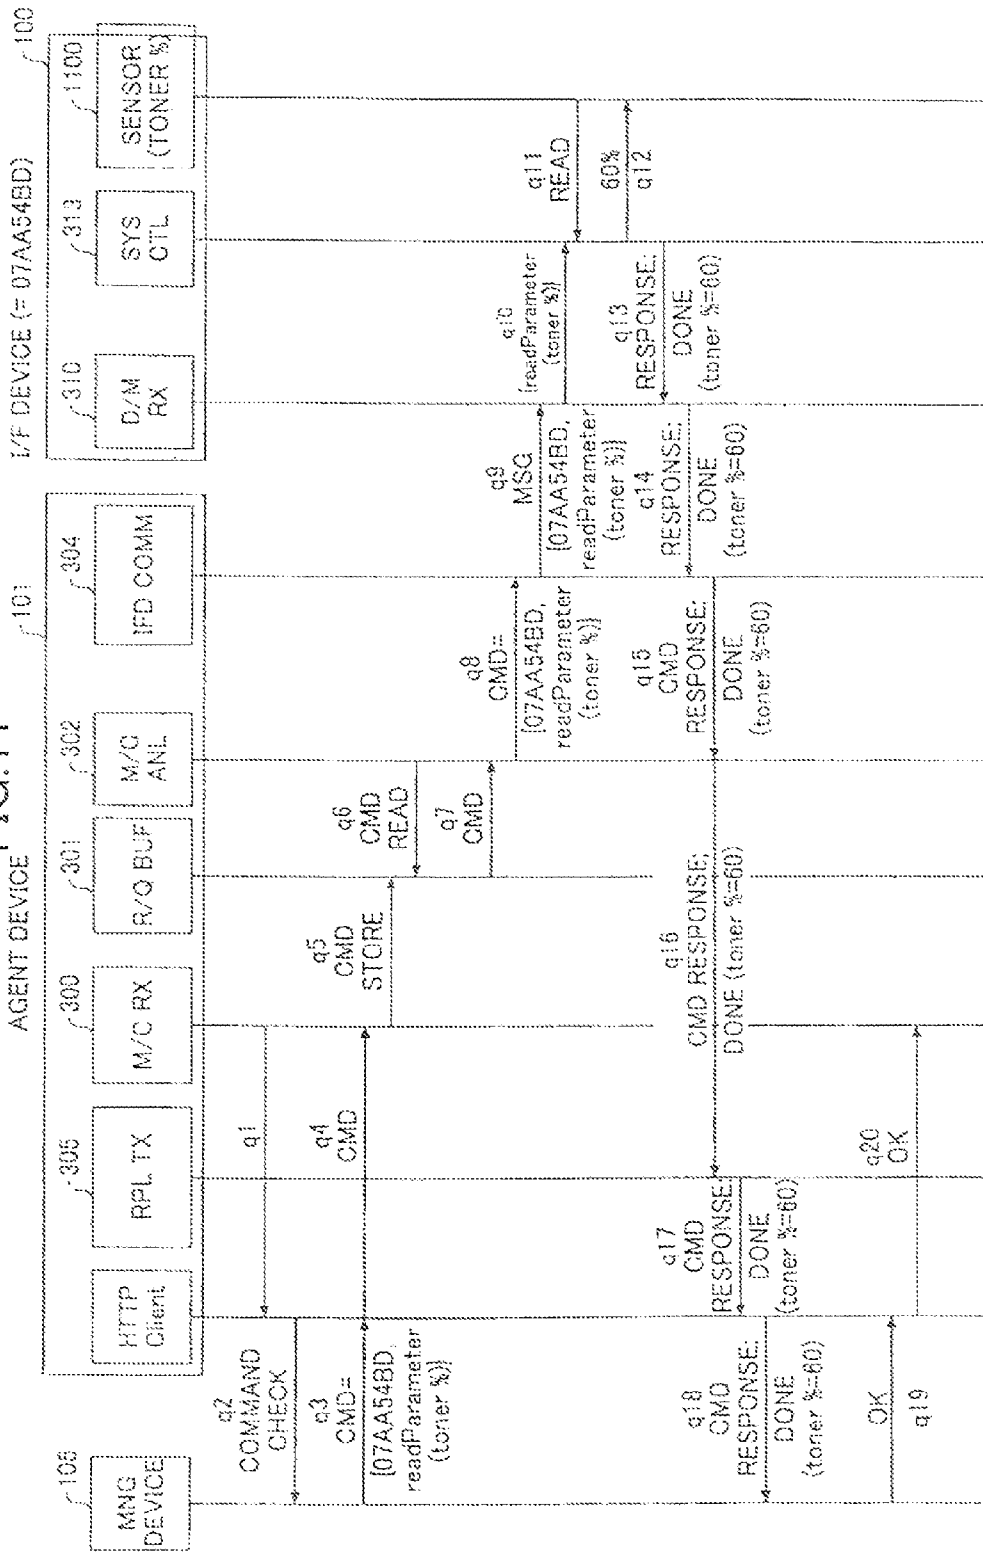 AGENT DEVICE
101
I/F DEVICE (= 07AA54BD)
100
106
MNG
DEVICE
HTTP
Client
305
RPL TX
300
M/C RX
301
R/Q BUF
302
M/C
ANL
304
IFD COMM
310
D/M
RX
313
SYS
CTL
1100
SENSOR
(TONER %)
q1
q2
COMMAND
CHECK
q3
CMD=
[07AA54BD,
readParameter
(toner %)]
q4
CMD
q5
CMD
STORE
q6
CMD
READ
q7
CMD
q8
CMD=
[07AA54BD,
readParameter
(toner %)]
q9
MSG
[07AA54BD,
readParameter
(toner %)]
q10
[readParameter
(toner %)]
q11
READ
60%
q12
q13
RESPONSE:
DONE
(toner %=60)
q14
RESPONSE:
DONE
(toner %=60)
q15
CMD
RESPONSE:
DONE
(toner %=60)
q16
CMD RESPONSE:
DONE (toner %=60)
q17
CMD
RESPONSE:
DONE
(toner %=60)
q18
CMD
RESPONSE:
DONE
(toner %=60)
OK
q19
q20
OK